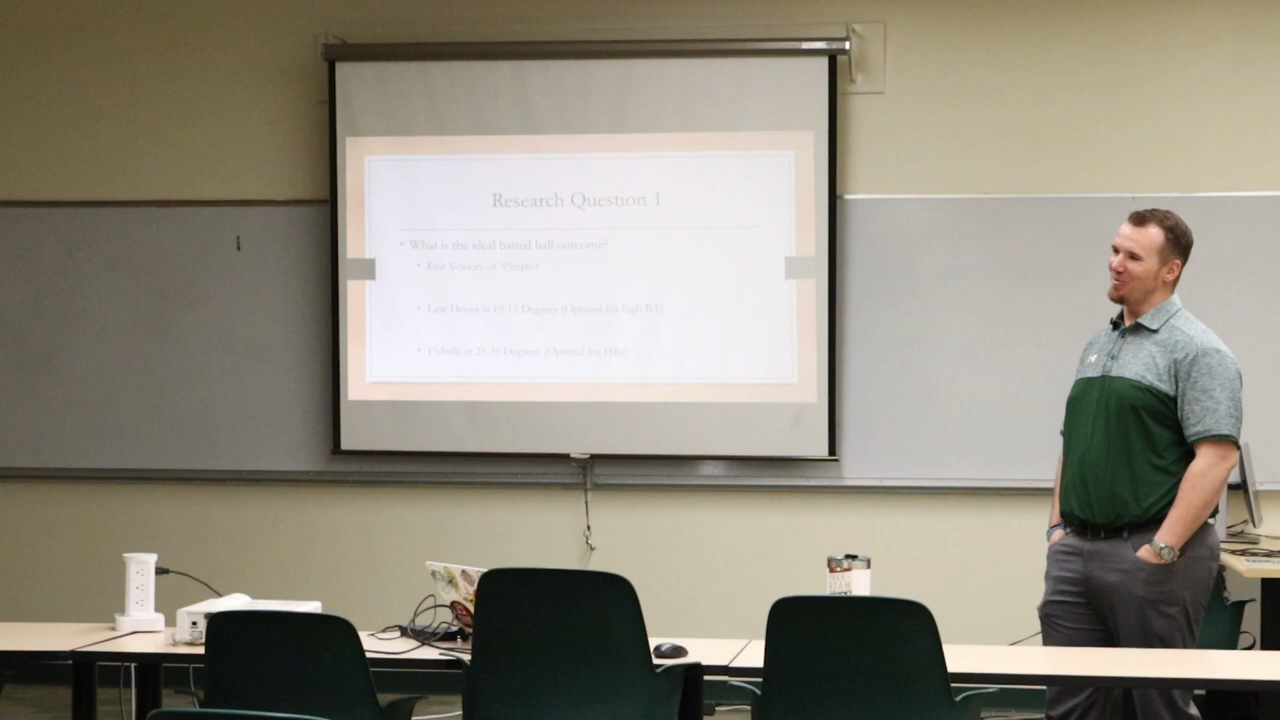 Research Question 1
• What is the ideal batted ball outcome?
• Exit Velocity of 95mph+
• Line Drives at 10-15 Degrees (Optimal for high BA)
• Flyballs at 25-35 Degrees (Optimal for HRs)